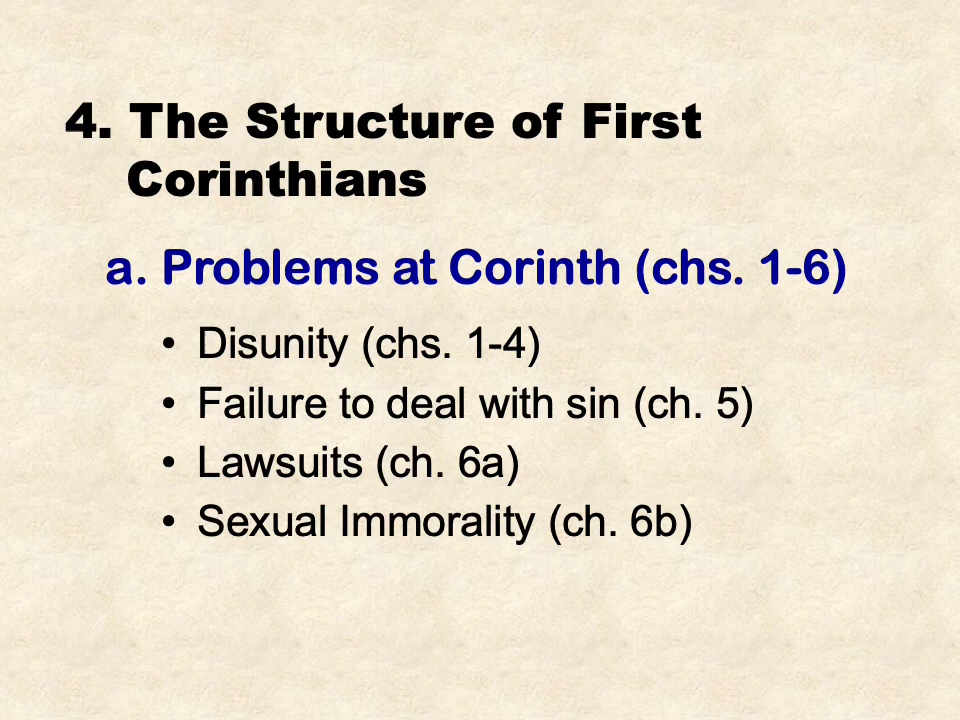 4. The Structure of First
Corinthians
a. Problems at Corinth (chs. 1-6)
• Disunity (chs. 1-4)
• Failure to deal with sin (ch. 5)
• Lawsuits (ch. 6a)
• Sexual Immorality (ch. 6b)